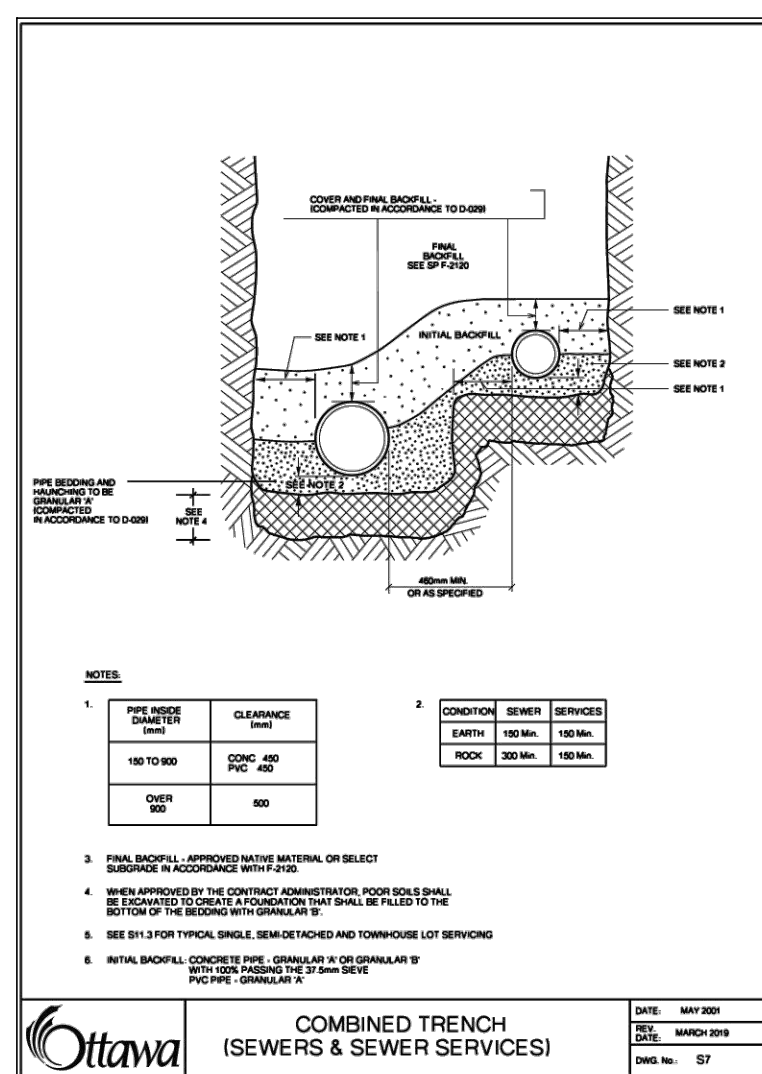 COVER AND FINAL BACKFILL -
(COMPACTED IN ACCORDANCE TO D-029)
FINAL
BACKFILL
SEE SP F-2120
SEE NOTE 1
INITIAL BACKFILL
SEE NOTE 1
SEE NOTE 2
SEE NOTE 1
PIPE BEDDING AND
HAUNCHING TO BE
GRANULAR 'A'
(COMPACTED
IN ACCORDANCE TO D-029)
SEE
NOTE 4
SEE NOTE 2
460mm MIN.
OR AS SPECIFIED
NOTES:
1.
PIPE INSIDE
DIAMETER
(mm)
CLEARANCE
(mm)
150 TO 900
CONC 450
PVC 450
OVER
900
500
2.
CONDITION SEWER SERVICES
EARTH 150 Min. 150 Min.
ROCK 300 Min. 150 Min.
3. FINAL BACKFILL - APPROVED NATIVE MATERIAL OR SELECT
SUBGRADE IN ACCORDANCE WITH F-2120.
4. WHEN APPROVED BY THE CONTRACT ADMINISTRATOR, POOR SOILS SHALL
BE EXCAVATED TO CREATE A FOUNDATION THAT SHALL BE FILLED TO THE
BOTTOM OF THE BEDDING WITH GRANULAR 'B'.
5. SEE S11.3 FOR TYPICAL SINGLE, SEMI-DETACHED AND TOWNHOUSE LOT SERVICING
6. INITIAL BACKFILL: CONCRETE PIPE - GRANULAR 'A' OR GRANULAR 'B'
WITH 100% PASSING THE 37.5mm SIEVE
PVC PIPE - GRANULAR 'A'
Ottawa
COMBINED TRENCH
(SEWERS & SEWER SERVICES)
DATE: MAY 2001
REV.
DATE: MARCH 2019
DWG. No.: S7